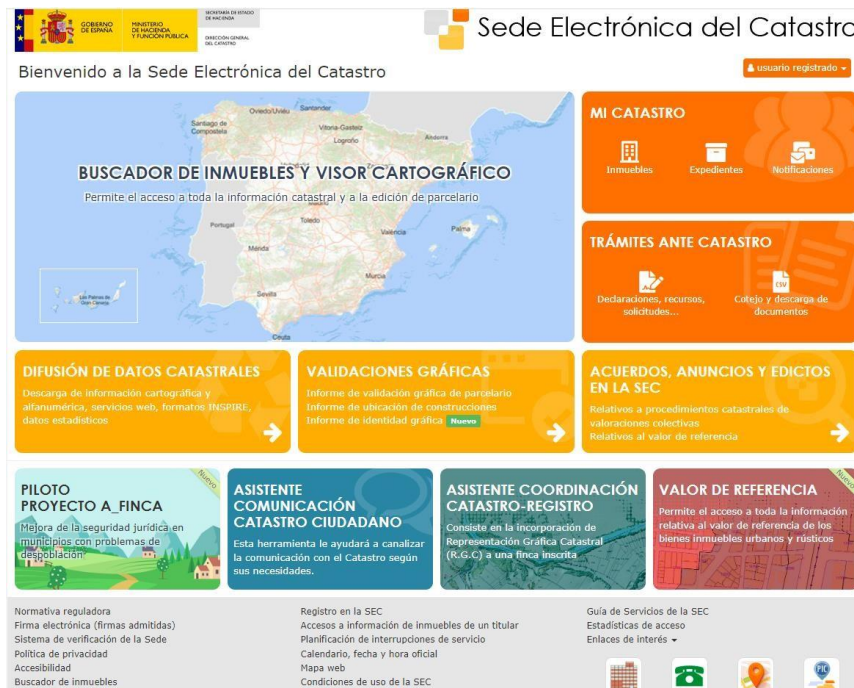 GOBIERNO
DE ESPAÑA
MINISTERIO
DE HACIENDA
Y FUNCIÓN PÚBLICA
SECRETARÍA DE ESTADO
DE HACIENDA
DIRECCIÓN GENERAL
DEL CATASTRO
Sede Electrónica del Catastro
Bienvenido a la Sede Electrónica del Catastro
usuario registrado
Oviedo/Uviéu
Santander
Santiago de
Compostela
Vitoria-Gasteiz
Logroño
Andorra
BUSCADOR DE INMUEBLES Y VISOR CARTOGRÁFICO
Permite el acceso a toda la información catastral y a la edición de parcelario
Portugal
Toledo
Valencia
Palma
Mérida
Murcia
Sevilla
Las Palmas de
Gran Canaria
Ceuta
MI CATASTRO
Inmuebles
Expedientes
Notificaciones
TRÁMITES ANTE CATASTRO
CSV
Declaraciones, recursos,
solicitudes...
Cotejo y descarga de
documentos
DIFUSIÓN DE DATOS CATASTRALES
Descarga de información cartográfica y
alfanumérica, servicios web, formatos INSPIRE,
datos estadísticos
VALIDACIONES GRÁFICAS
Informe de validación gráfica de parcelario
Informe de ubicación de construcciones
Informe de identidad gráfica Nuevo
ACUERDOS, ANUNCIOS Y EDICTOS
EN LA SEC
Relativos a procedimientos catastrales de
valoraciones colectivas
Relativos al valor de referencia
Nuevo
PILOTO
PROYECTO A_FINCA
Mejora de la seguridad jurídica en
municipios con problemas de
despoblación.
ASISTENTE
COMUNICACIÓN
CATASTRO CIUDADANO
Esta herramienta le ayudará a canalizar
la comunicación con el Catastro según
sus necesidades.
ASISTENTE COORDINACIÓN
CATASTRO-REGISTRO
Consiste en la incorporación de
Representación Gráfica Catastral
(R.G.C) a una finca inscrita
Nuevo
VALOR DE REFERENCIA
Permite el acceso a toda la información
relativa al valor de referencia de los
bienes inmuebles urbanos y rústicos
Normativa reguladora
Firma electrónica (firmas admitidas)
Sistema de verificación de la Sede
Política de privacidad
Accesibilidad
Buscador de inmuebles
Registro en la SEC
Accesos a información de inmuebles de un titular
Planificación de interrupciones de servicio
Calendario, fecha y hora oficial
Mapa web
Condiciones de uso de la SEC
Guía de Servicios de la SEC
Estadísticas de acceso
Enlaces de interés
PIC